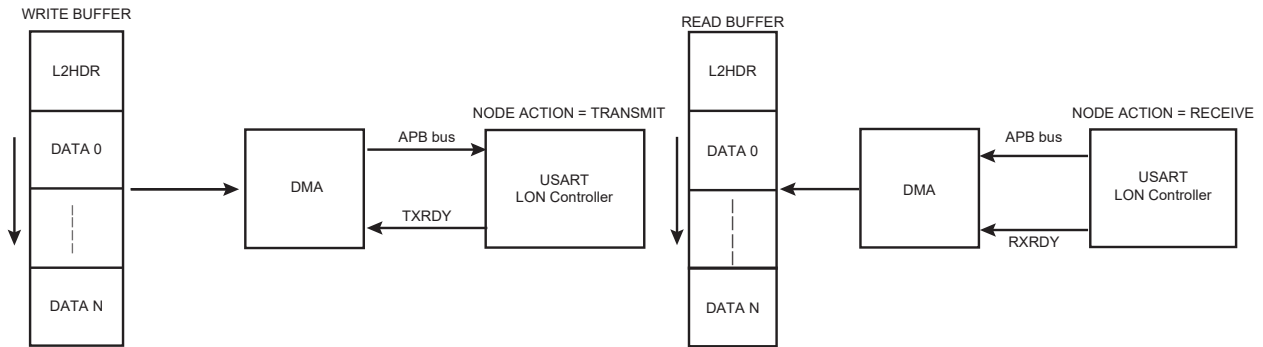 WRITE BUFFER
L2HDR
DATA 0
DATA N
DMA
APB bus
TXRDY
NODE ACTION = TRANSMIT
USART
LON Controller
READ BUFFER
L2HDR
DATA 0
DATA N
DMA
APB bus
RXRDY
NODE ACTION = RECEIVE
USART
LON Controller